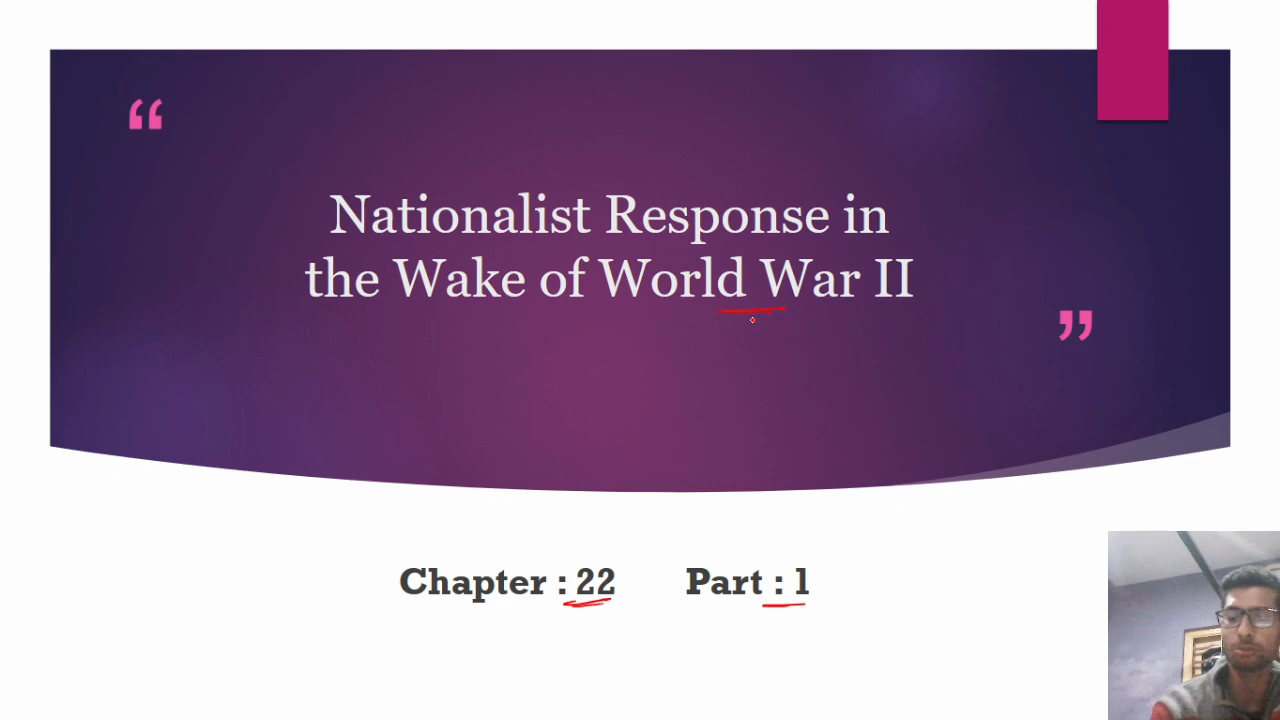 “
Nationalist Response in
the Wake of World War II
”
Chapter : 22 Part : 1